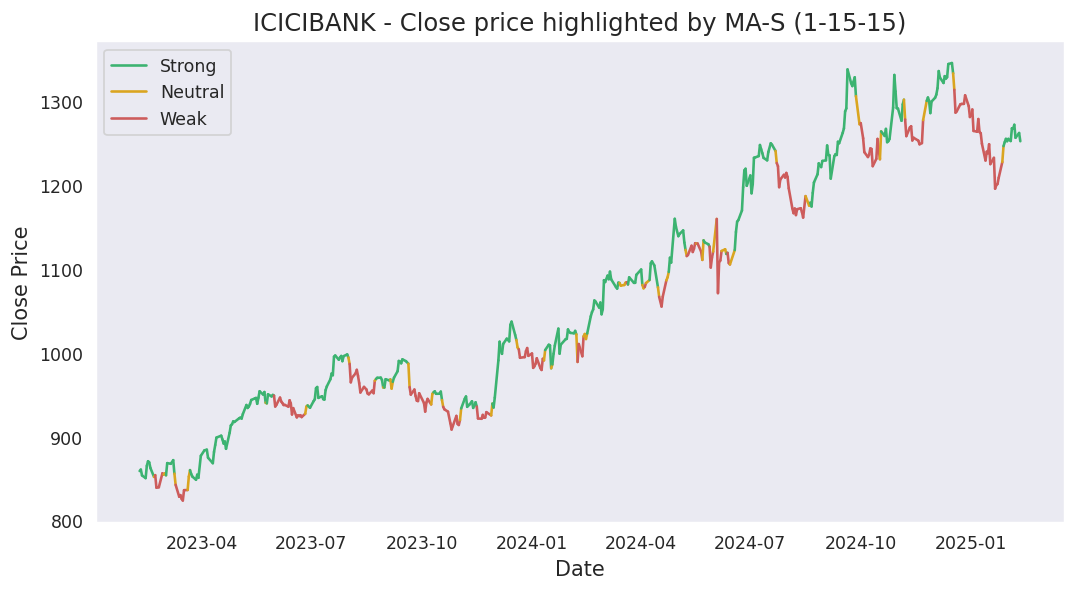 ICICIBANK - Close price highlighted by MA-S (1-15-15)
Strong
Neutral
Weak
Close Price
1300
1200
1100
1000
900
800
2023-04 2023-07 2023-10 2024-01 2024-04 2024-07 2024-10 2025-01
Date